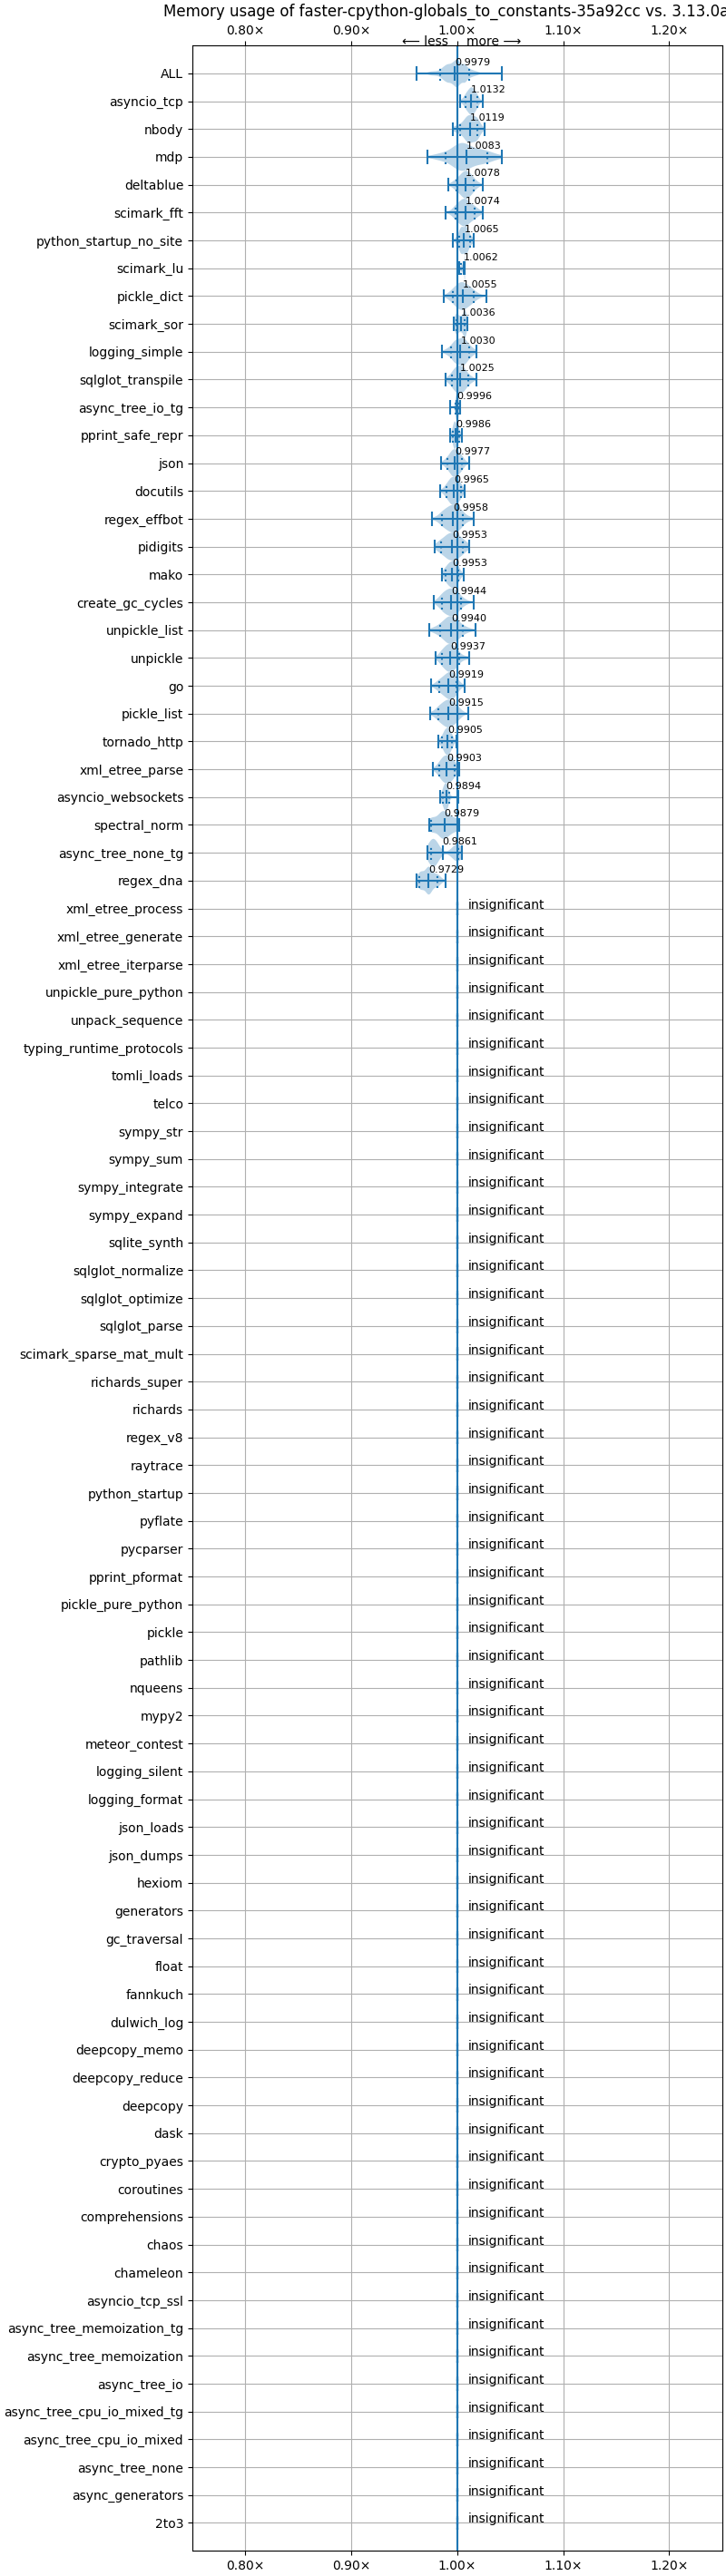 Memory usage of faster-cpython-globals_to_constants-35a92cc vs. 3.13.0a
0.80× 0.90× 1.00× 1.10× 1.20×
⟵ less more ⟶
ALL 0.9979
asyncio_tcp 1.0132
nbody 1.0119
mdp 1.0083
deltablue 1.0078
scimark_fft 1.0074
python_startup_no_site 1.0065
scimark_lu 1.0062
pickle_dict 1.0055
scimark_sor 1.0036
logging_simple 1.0030
sqlglot_transpile 1.0025
async_tree_io_tg 0.9996
pprint_safe_repr 0.9986
json 0.9977
docutils 0.9965
regex_effbot 0.9958
pidigits 0.9953
mako 0.9953
create_gc_cycles 0.9944
unpickle_list 0.9940
unpickle 0.9937
go 0.9919
pickle_list 0.9915
tornado_http 0.9905
xml_etree_parse 0.9903
asyncio_websockets 0.9894
spectral_norm 0.9879
async_tree_none_tg 0.9861
regex_dna 0.9729
xml_etree_process insignificant
xml_etree_generate insignificant
xml_etree_iterparse insignificant
unpickle_pure_python insignificant
unpack_sequence insignificant
typing_runtime_protocols insignificant
tomli_loads insignificant
telco insignificant
sympy_str insignificant
sympy_sum insignificant
sympy_integrate insignificant
sympy_expand insignificant
sqlite_synth insignificant
sqlglot_normalize insignificant
sqlglot_optimize insignificant
sqlglot_parse insignificant
scimark_sparse_mat_mult insignificant
richards_super insignificant
richards insignificant
regex_v8 insignificant
raytrace insignificant
python_startup insignificant
pyflate insignificant
pycparser insignificant
pprint_pformat insignificant
pickle_pure_python insignificant
pickle insignificant
pathlib insignificant
nqueens insignificant
mypy2 insignificant
meteor_contest insignificant
logging_silent insignificant
logging_format insignificant
json_loads insignificant
json_dumps insignificant
hexiom insignificant
generators insignificant
gc_traversal insignificant
float insignificant
fannkuch insignificant
dulwich_log insignificant
deepcopy_memo insignificant
deepcopy_reduce insignificant
deepcopy insignificant
dask insignificant
crypto_pyaes insignificant
coroutines insignificant
comprehensions insignificant
chaos insignificant
chameleon insignificant
asyncio_tcp_ssl insignificant
async_tree_memoization_tg insignificant
async_tree_memoization insignificant
async_tree_io insignificant
async_tree_cpu_io_mixed_tg insignificant
async_tree_cpu_io_mixed insignificant
async_tree_none insignificant
async_generators insignificant
2to3 insignificant
0.80× 0.90× 1.00× 1.10× 1.20×